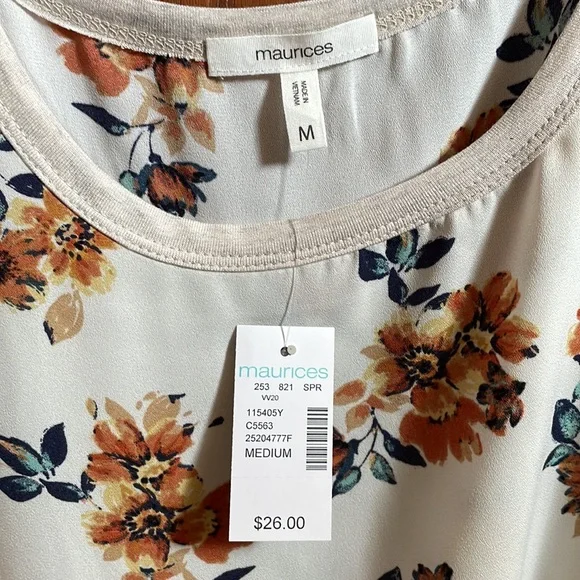 maurices
MADE IN
VIETNAM
M
maurices
253 821 SPR
VV20
115405Y
C5563
25204777F
MEDIUM
$26.00